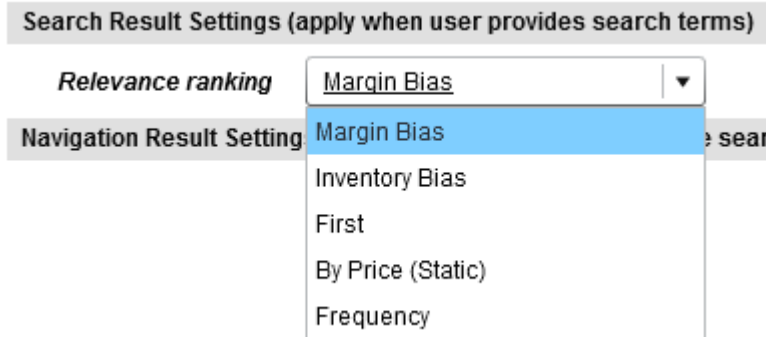 Search Result Settings (apply when user provides search terms)
Relevance ranking Margin Bias
Navigation Result Setting
Margin Bias
Inventory Bias
First
By Price (Static)
Frequency